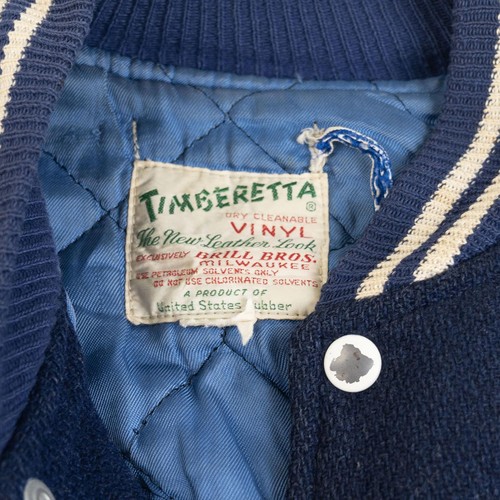 TIMBERETTA ®
DRY CLEANABLE
VINYL
The New Leather Look
EXCLUSIVELY BRILL BROS.
MILWAUKEE
USE PETROLEUM SOLVENTS ONLY
DO NOT USE CHLORINATED SOLVENTS
A PRODUCT OF
United States Rubber